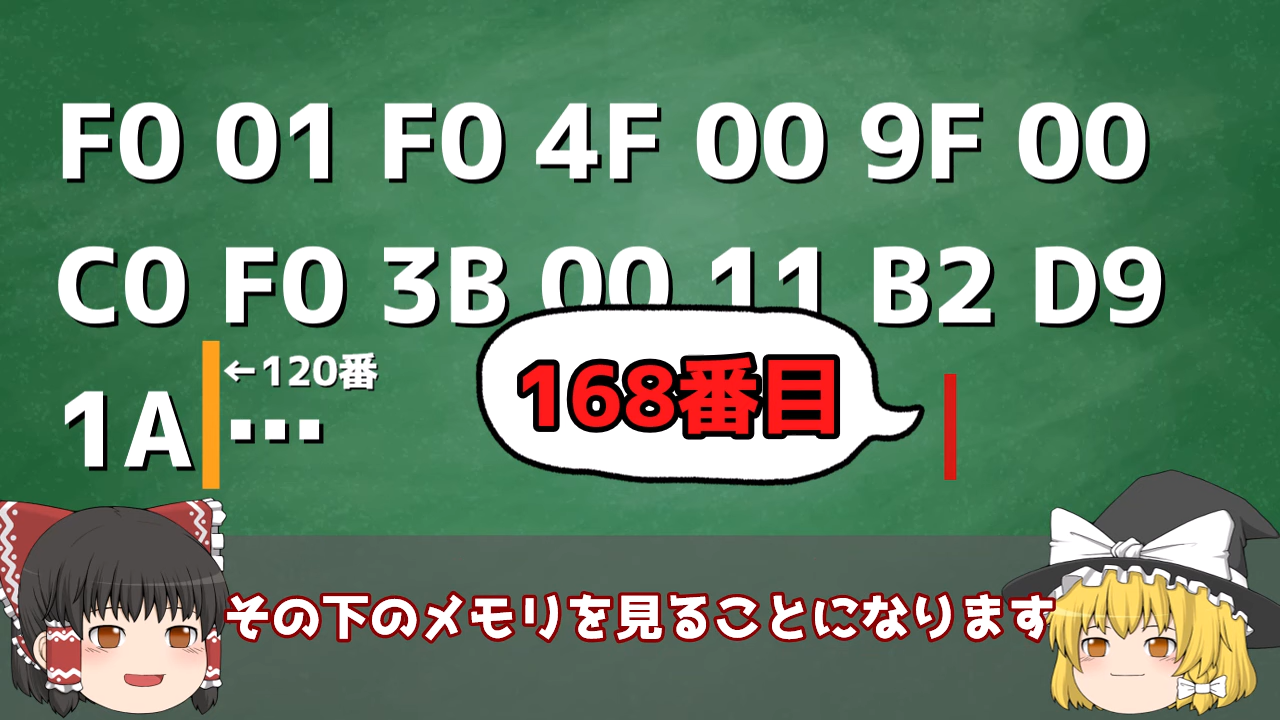 F0 01 F0 4F 00 9F 00
C0 F0 3B 00 11 B2 D9
←120番
1A…
168番目
その下のメモリを見ることになります